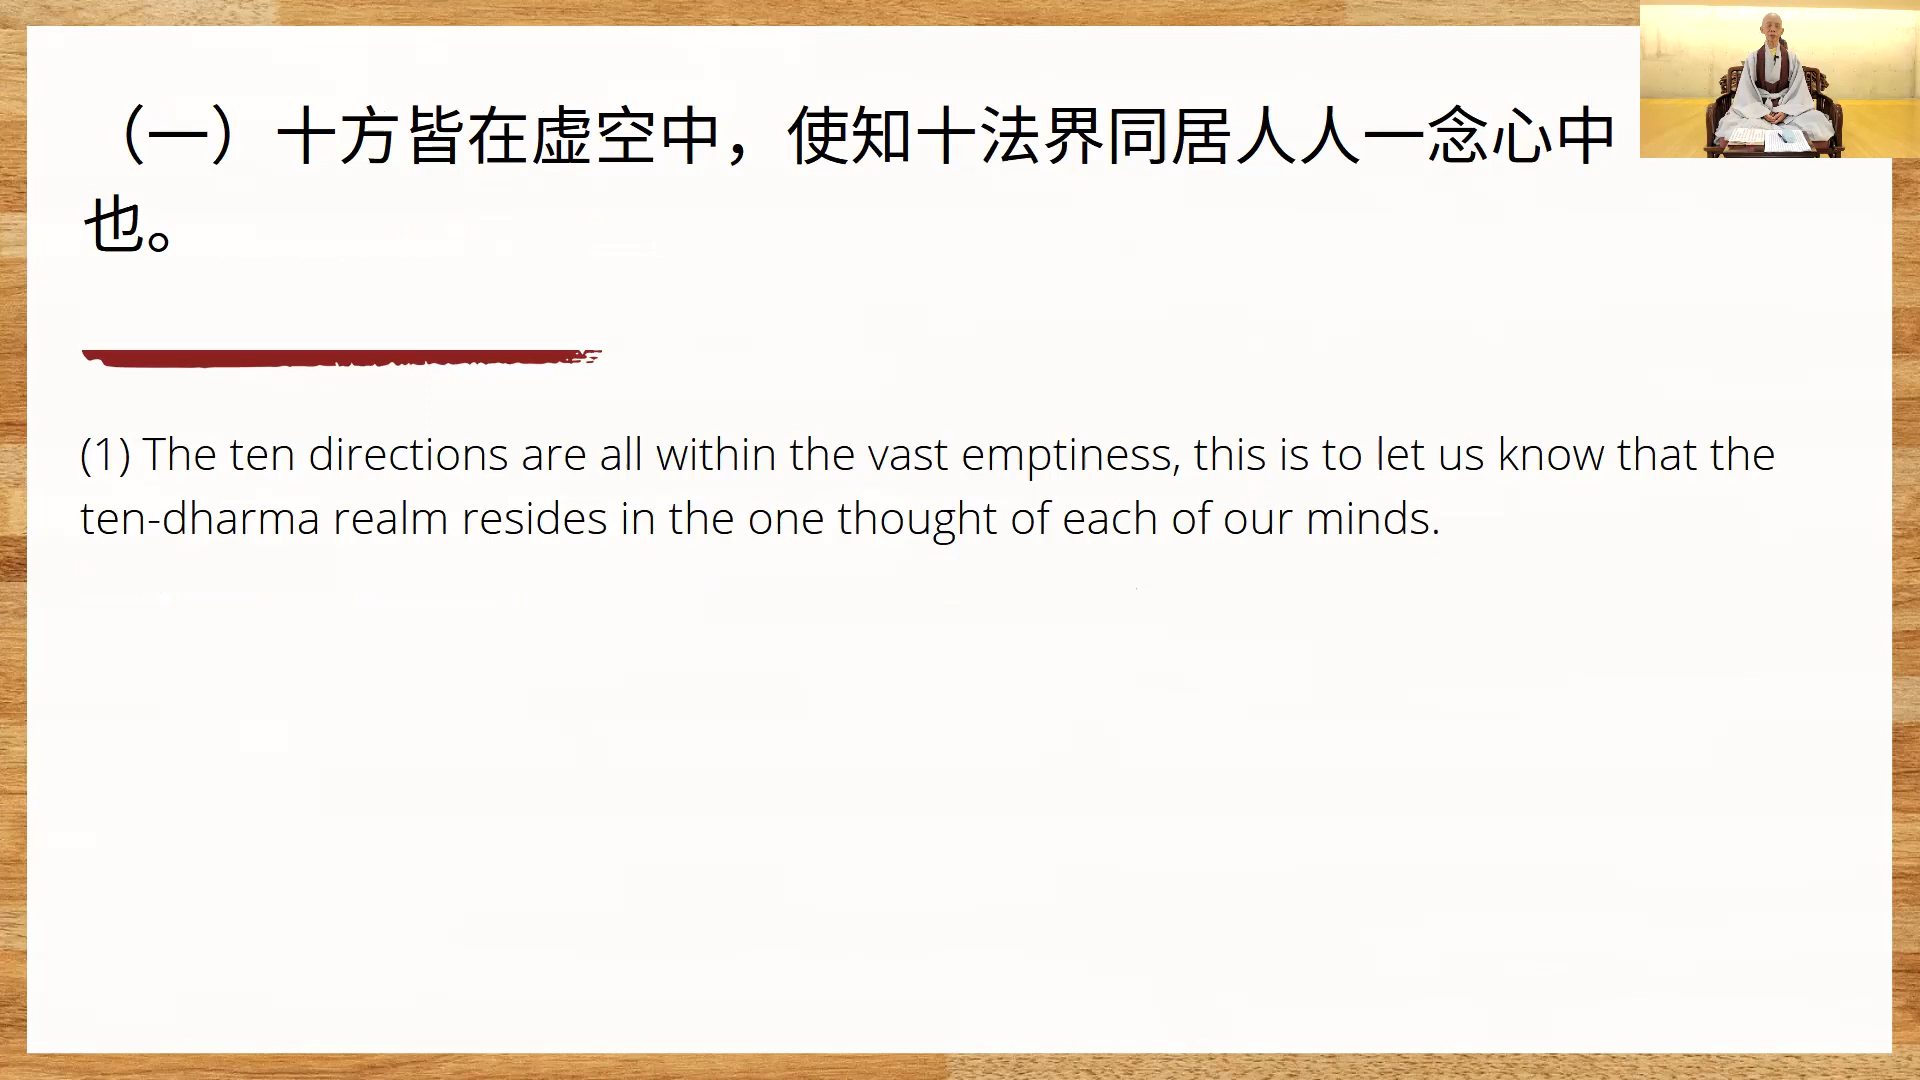 （一）十方皆在虚空中，使知十法界同居人人一念心中
也。
(1) The ten directions are all within the vast emptiness, this is to let us know that the
ten-dharma realm resides in the one thought of each of our minds.